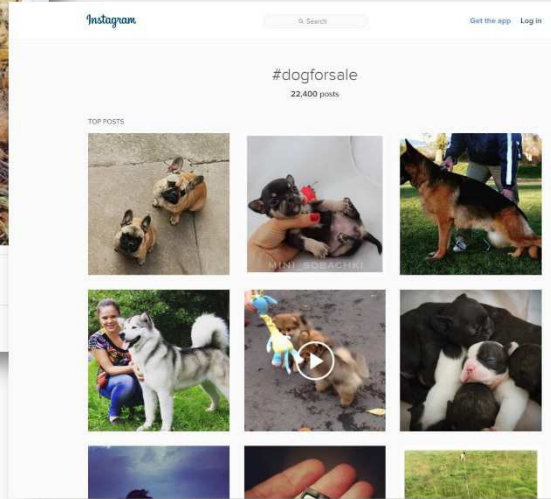 Instagram
Search
Get the app Log in
#dogforsale
22,400 posts
TOP POSTS
MINI SOBACHKI